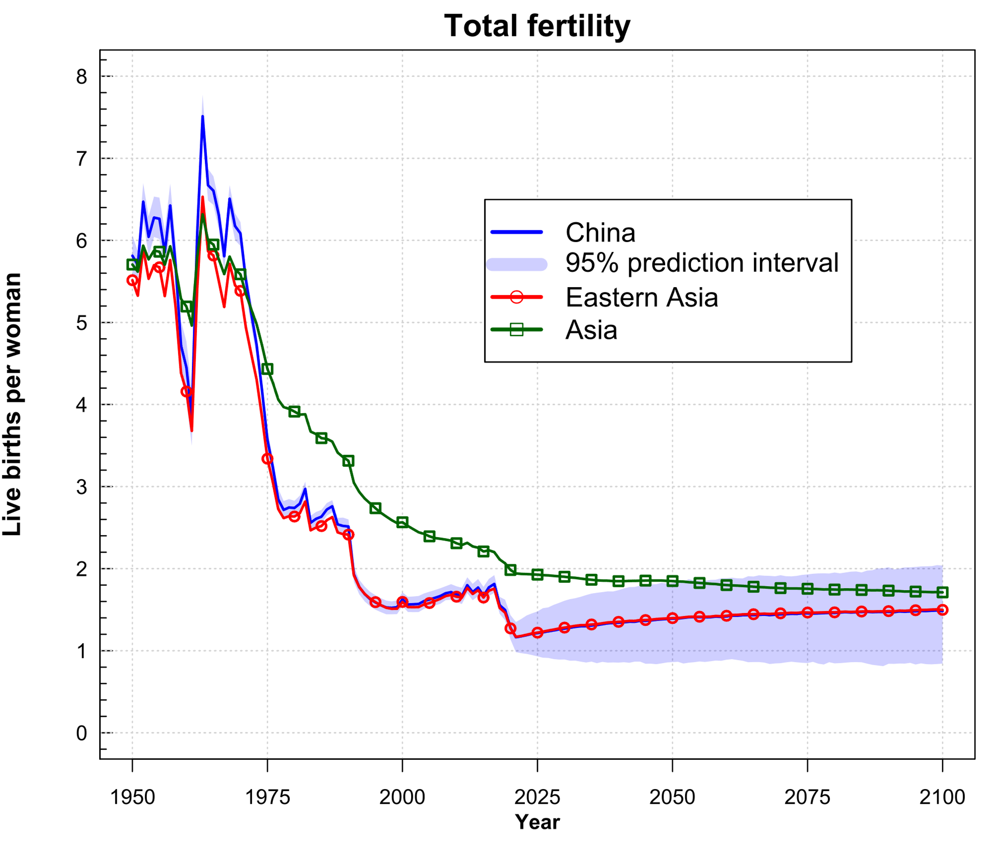 Total fertility
Live births per woman
8
7
6
5
4
3
2
1
0
China
95% prediction interval
Eastern Asia
Asia
1950 1975 2000 2025 2050 2075 2100
Year